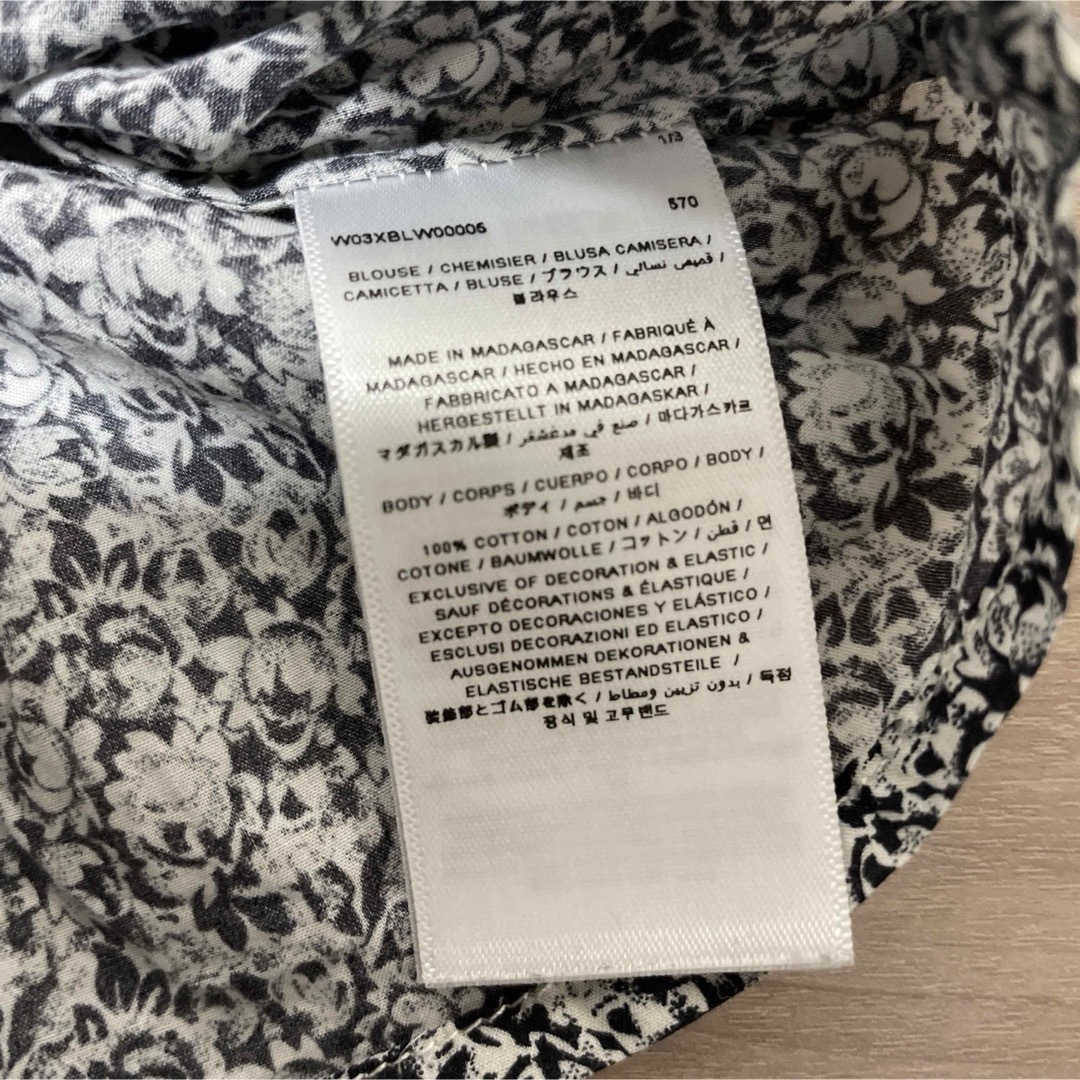 1/3
570
W03XBLW00005
BLOUSE / CHEMISIER / BLUSA CAMISERA /
CAMICETTA / BLUSE / ブラウス / قميص نسائي /
블라우스
MADE IN MADAGASCAR / FABRIQUÉ À
MADAGASCAR / HECHO EN MADAGASCAR /
FABBRICATO A MADAGASCAR /
HERGESTELLT IN MADAGASKAR /
マダガスカル製 / صنع في مدغشقر / 마다가스카르
제조
BODY / CORPS / CUERPO / CORPO / BODY /
ボディ / جسم / 바디
100% COTTON / COTON / ALGODÓN /
COTONE / BAUMWOLLE / コットン / قطن / 면
EXCLUSIVE OF DECORATION & ELASTIC /
SAUF DÉCORATIONS & ÉLASTIQUE /
EXCEPTO DECORACIONES Y ELÁSTICO /
ESCLUSI DECORAZIONI ED ELASTICO /
AUSGENOMMEN DEKORATIONEN &
ELASTISCHE BESTANDSTEILE /
装飾部とゴム部を除く / بدون تزيين ومطاط / 특점
장식 및 고무밴드